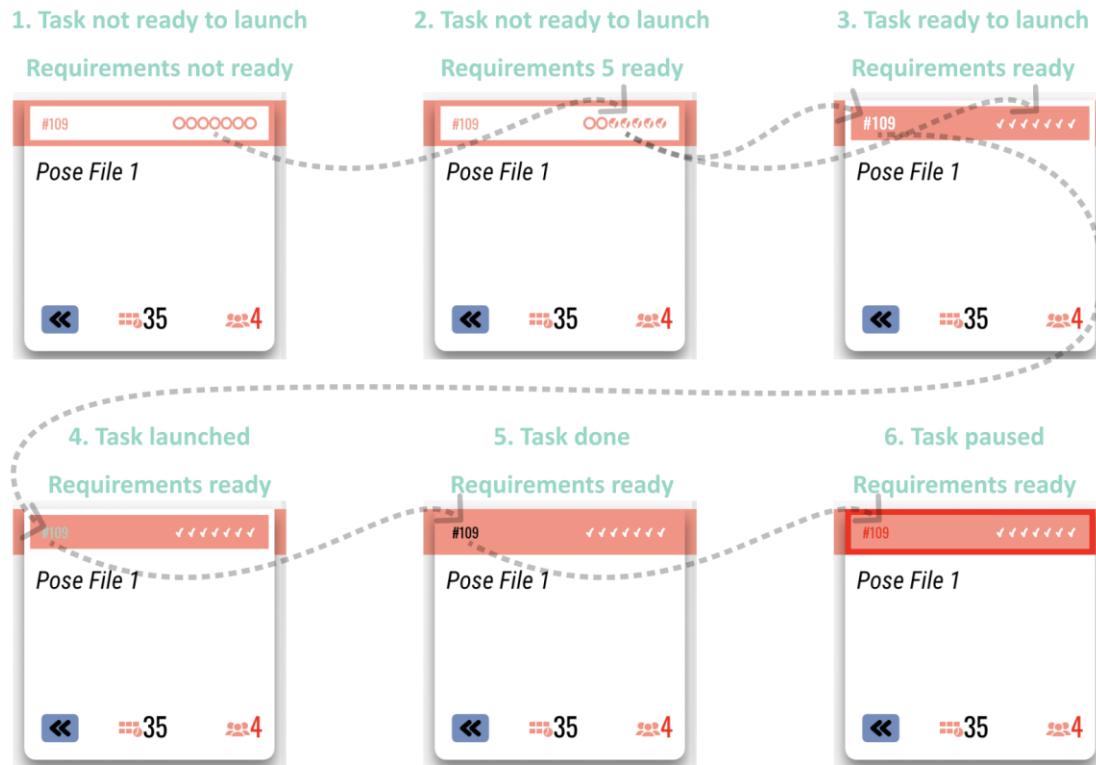 1. Task not ready to launch
Requirements not ready
#109
Pose File 1
35
4
2. Task not ready to launch
Requirements 5 ready
#109
Pose File 1
35
4
3. Task ready to launch
Requirements ready
#109
Pose File 1
35
4
4. Task launched
Requirements ready
#109
Pose File 1
35
4
5. Task done
Requirements ready
#109
Pose File 1
35
4
6. Task paused
Requirements ready
#109
Pose File 1
35
4